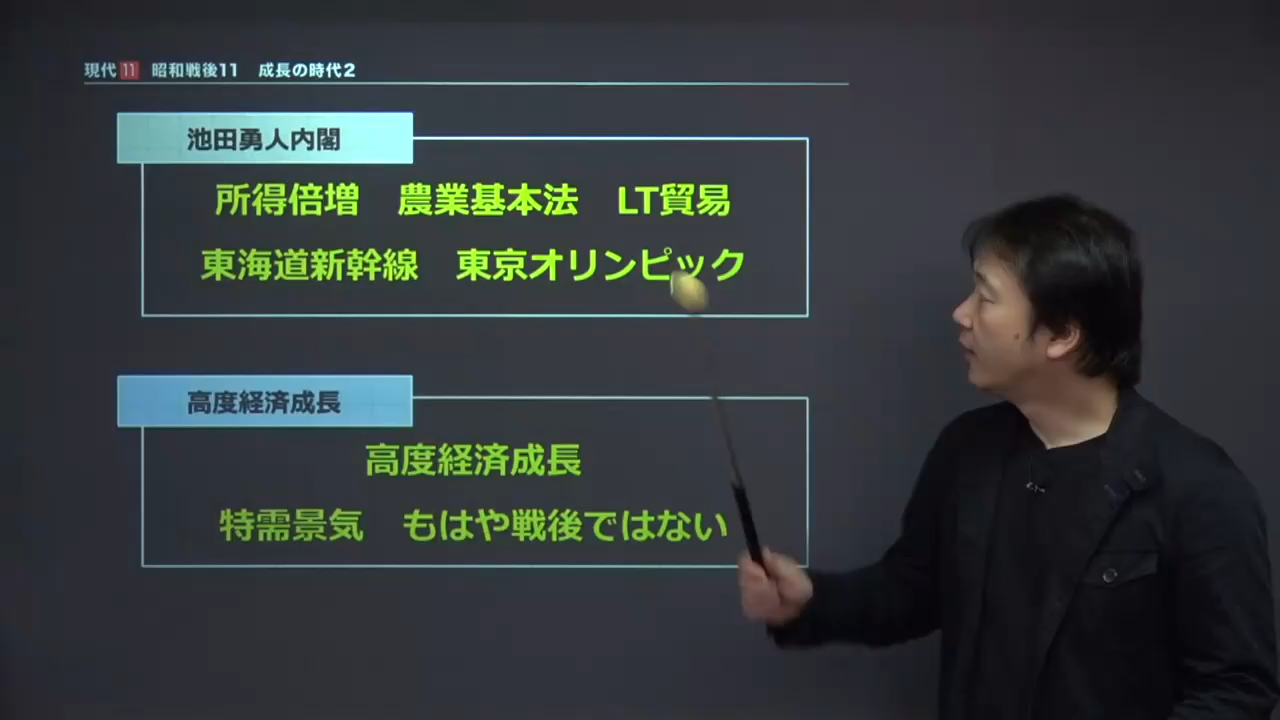 現代11 昭和戦後11 成長の時代2
池田勇人内閣
所得倍増 農業基本法 LT貿易
東海道新幹線 東京オリンピック
高度経済成長
高度経済成長
特需景気 もはや戦後ではない